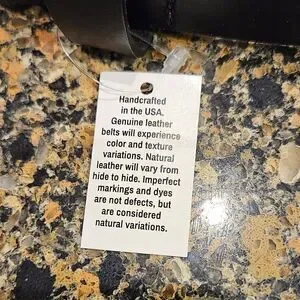 Handcrafted
in the USA.
Genuine leather
belts will experience
color and texture
variations. Natural
leather will vary from
hide to hide. Imperfect
markings and dyes
are not defects, but
are considered
natural variations.